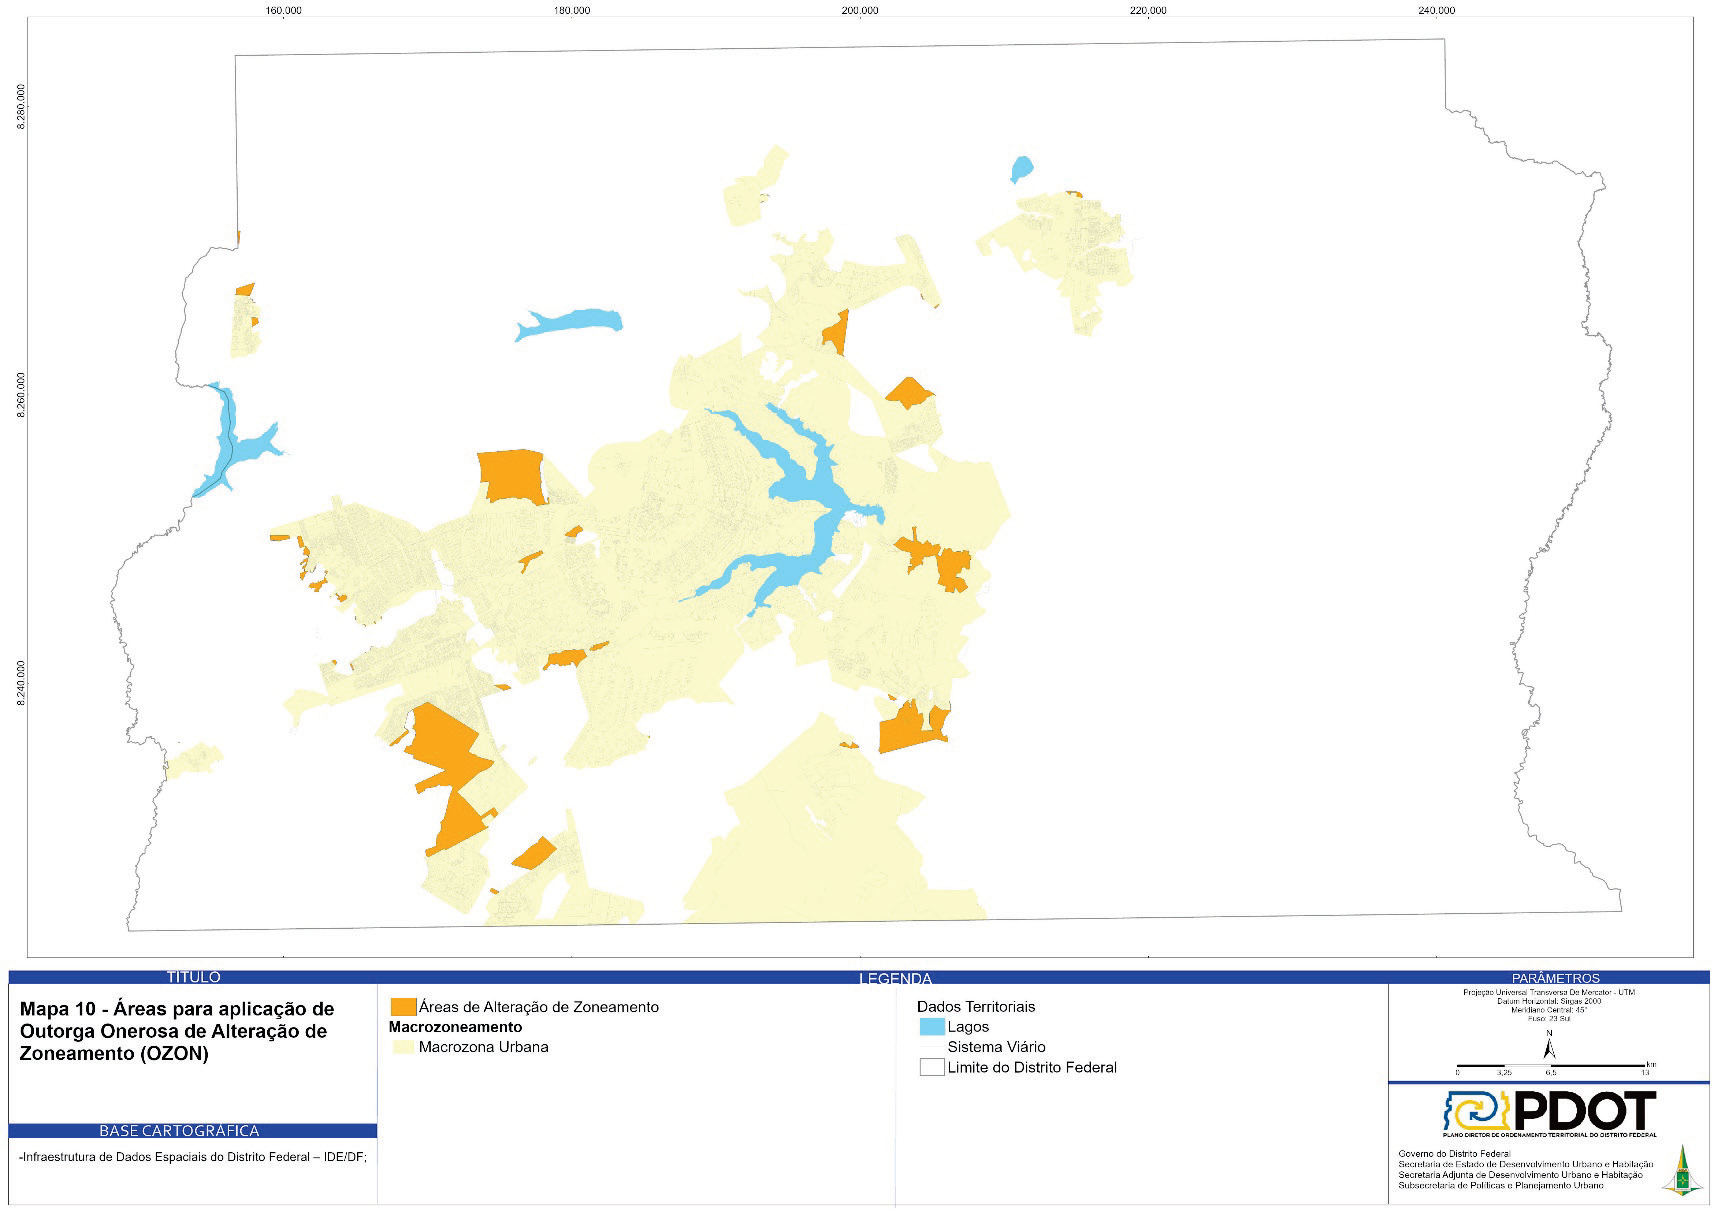 160.000
180.000
200.000
220.000
240.000
8.280.000
8.260.000
8.240.000
TÍTULO
Mapa 10 - Áreas para aplicação de
Outorga Onerosa de Alteração de
Zoneamento (OZON)
BASE CARTOGRÁFICA
-Infraestrutura de Dados Espaciais do Distrito Federal – IDE/DF;
LEGENDA
Áreas de Alteração de Zoneamento
Macrozoneamento
Macrozona Urbana
Dados Territoriais
Lagos
Sistema Viário
Limite do Distrito Federal
PARÂMETROS
Projeção Universal Transversa De Mercator - UTM
Datum Horizontal: Sirgas 2000
Meridiano Central: 45°
Fuso: 23 Sul
N
km
0 3,25 6,5 13
PDOT
PLANO DIRETOR DE ORDENAMENTO TERRITORIAL DO DISTRITO FEDERAL
Governo do Distrito Federal
Secretaria de Estado de Desenvolvimento Urbano e Habitação
Secretaria Adjunta de Desenvolvimento Urbano e Habitação
Subsecretaria de Políticas e Planejamento Urbano